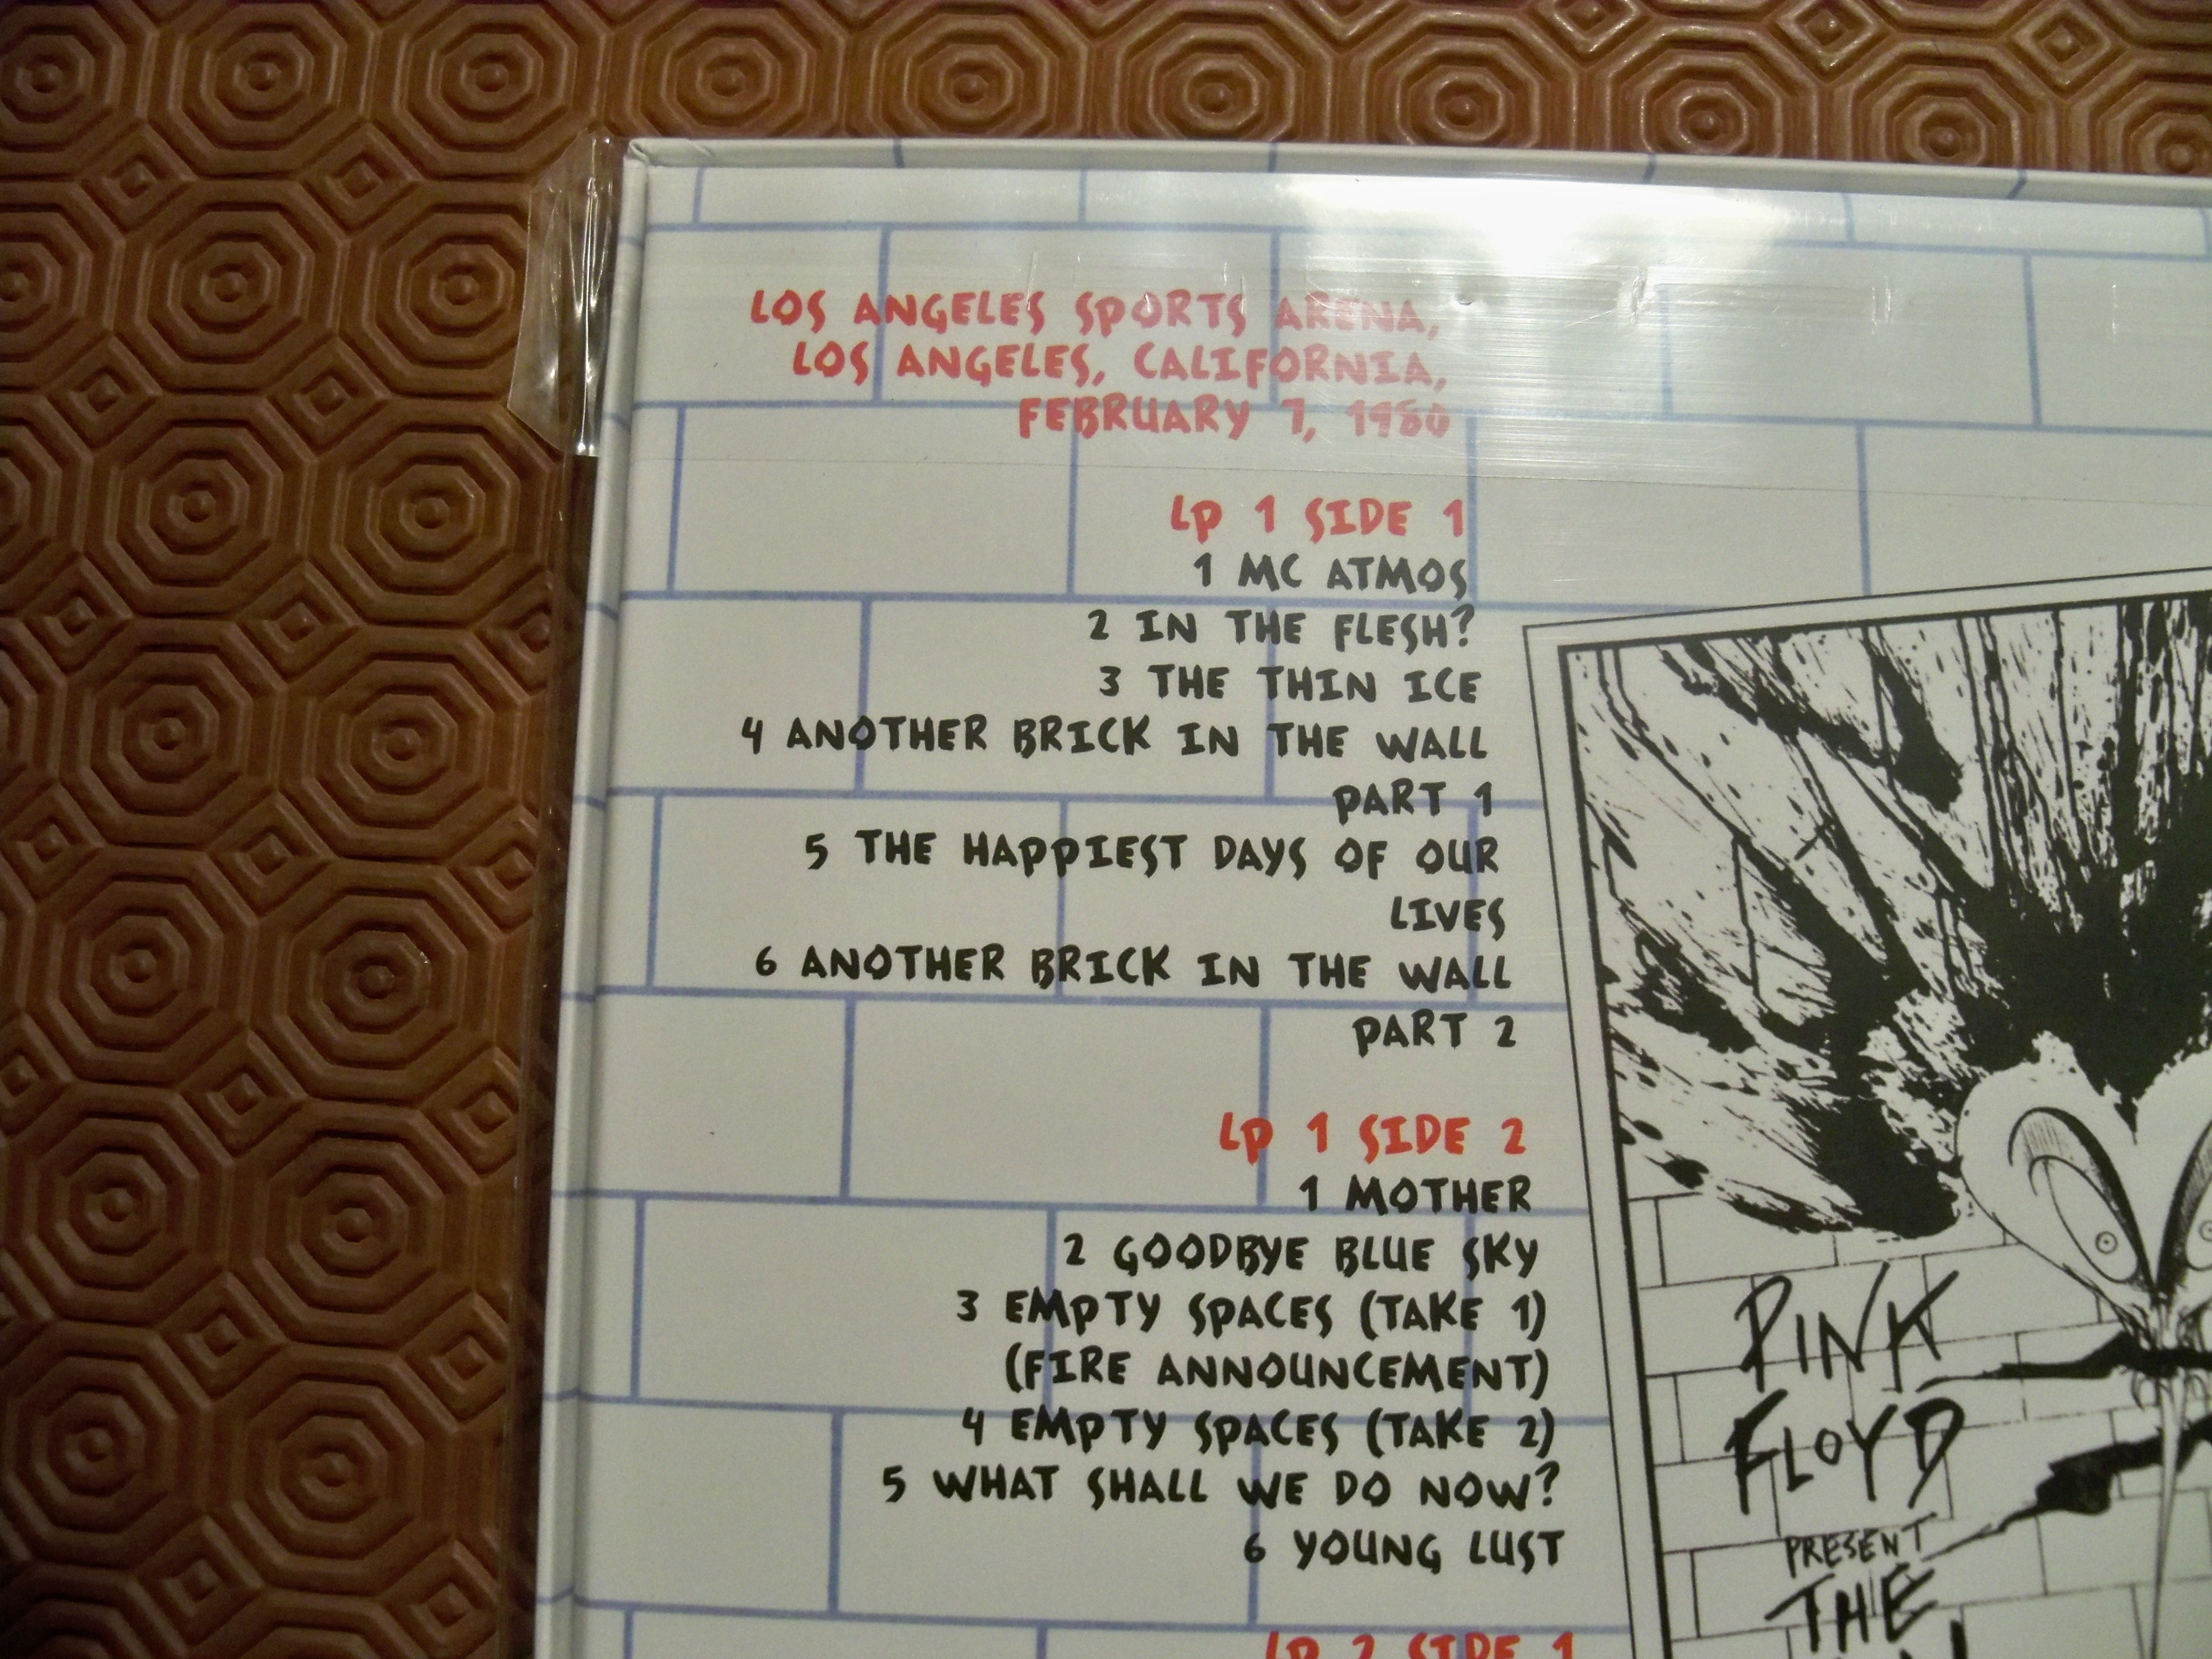 LOS ANGELES SPORTS ARENA,
LOS ANGELES, CALIFORNIA,
FEBRUARY 7, 1980
LP 1 SIDE 1
1 MC ATMOS
2 IN THE FLESH?
3 THE THIN ICE
4 ANOTHER BRICK IN THE WALL
PART 1
5 THE HAPPIEST DAYS OF OUR
LIVES
6 ANOTHER BRICK IN THE WALL
PART 2
LP 1 SIDE 2
1 MOTHER
2 GOODBYE BLUE SKY
3 EMPTY SPACES (TAKE 1)
(FIRE ANNOUNCEMENT)
4 EMPTY SPACES (TAKE 2)
5 WHAT SHALL WE DO NOW?
6 YOUNG LUST
LP 2 SIDE 1
PINK
FLOYD
PRESENT
THE